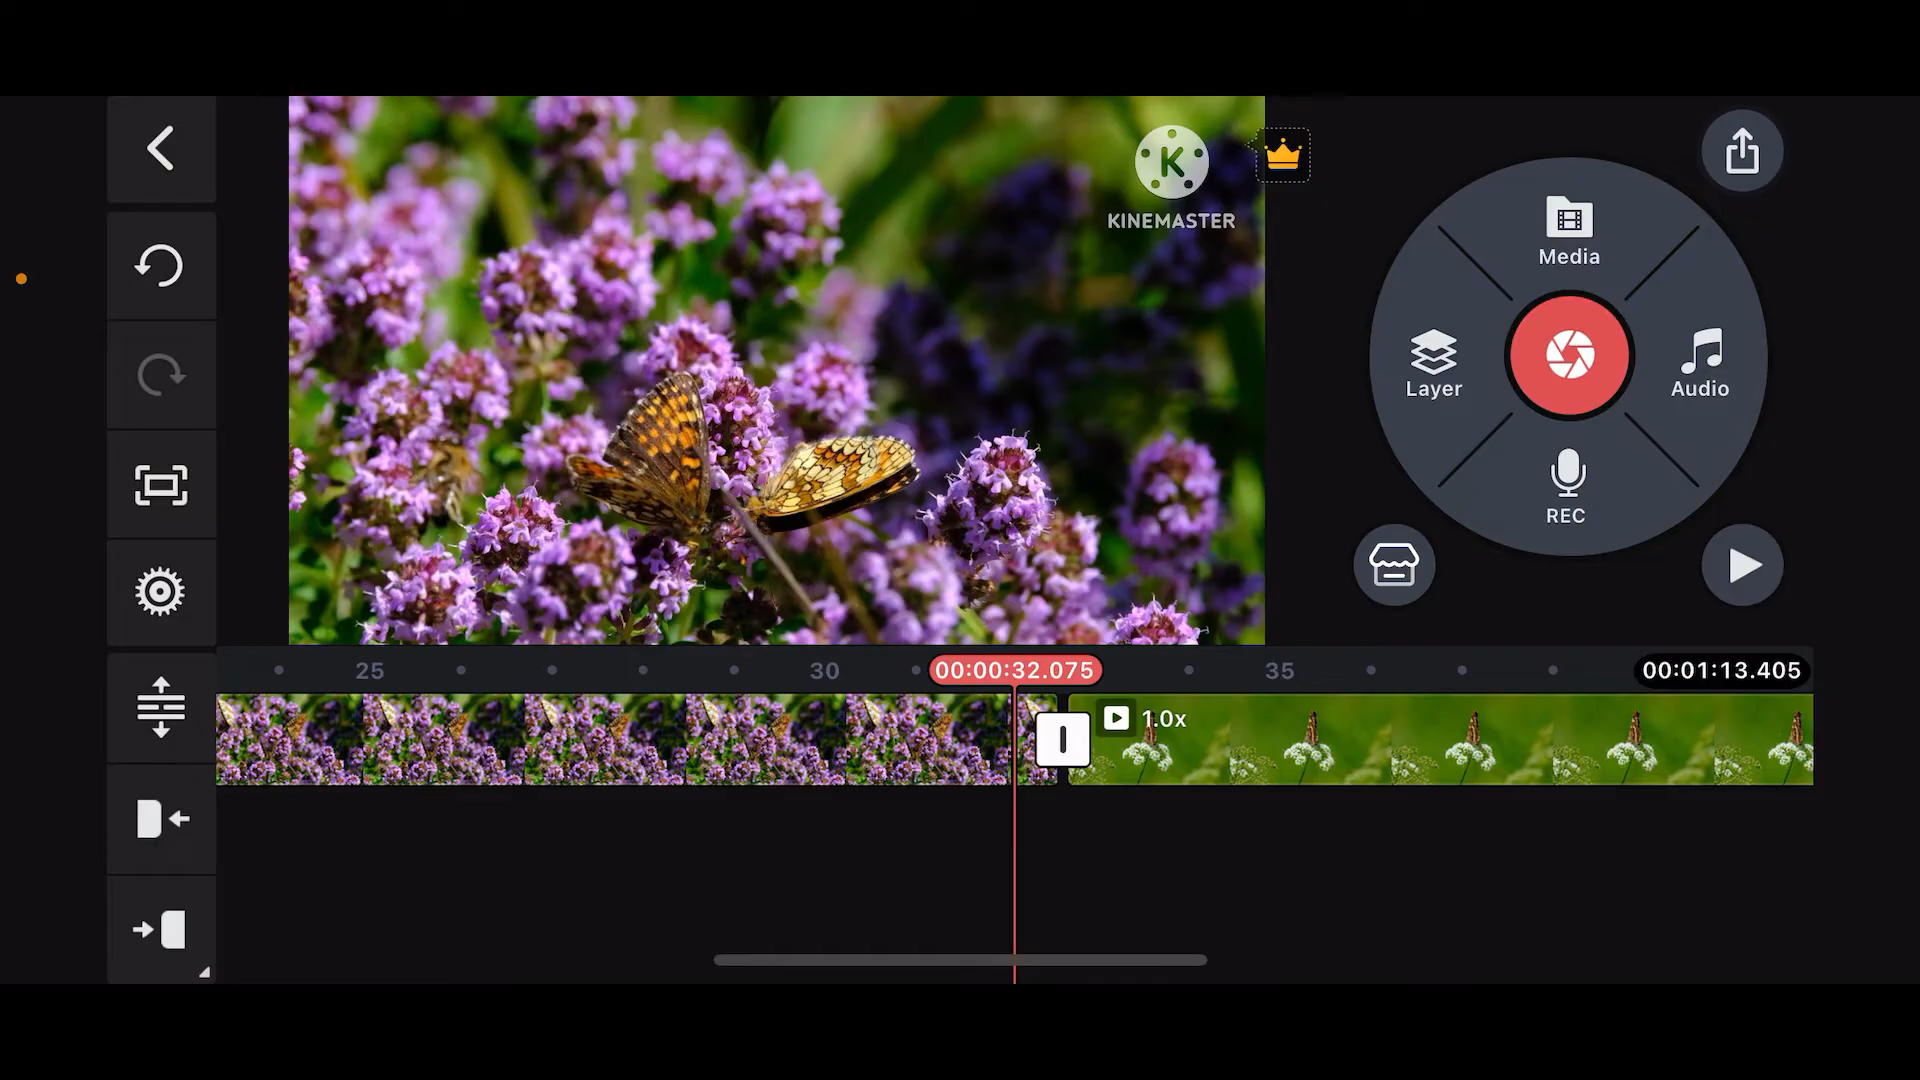 K
KINEMASTER
Media
Layer
Audio
REC
25
30
00:00:32.075
35
00:01:13.405
1.0x